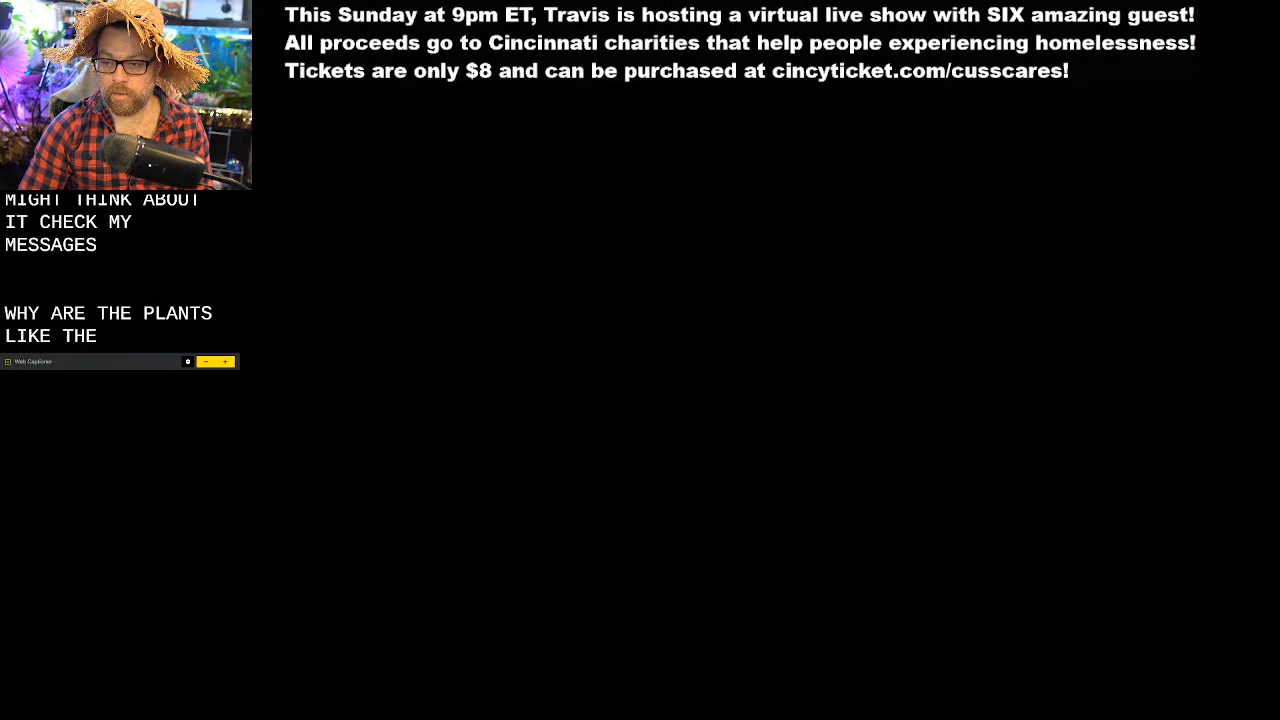 This Sunday at 9pm ET, Travis is hosting a virtual live show with SIX amazing guest!
All proceeds go to Cincinnati charities that help people experiencing homelessness!
Tickets are only $8 and can be purchased at cincyticket.com/cusscares!
MIGHT THINK ABOUT
IT CHECK MY
MESSAGES
WHY ARE THE PLANTS
LIKE THE
Web Captioner